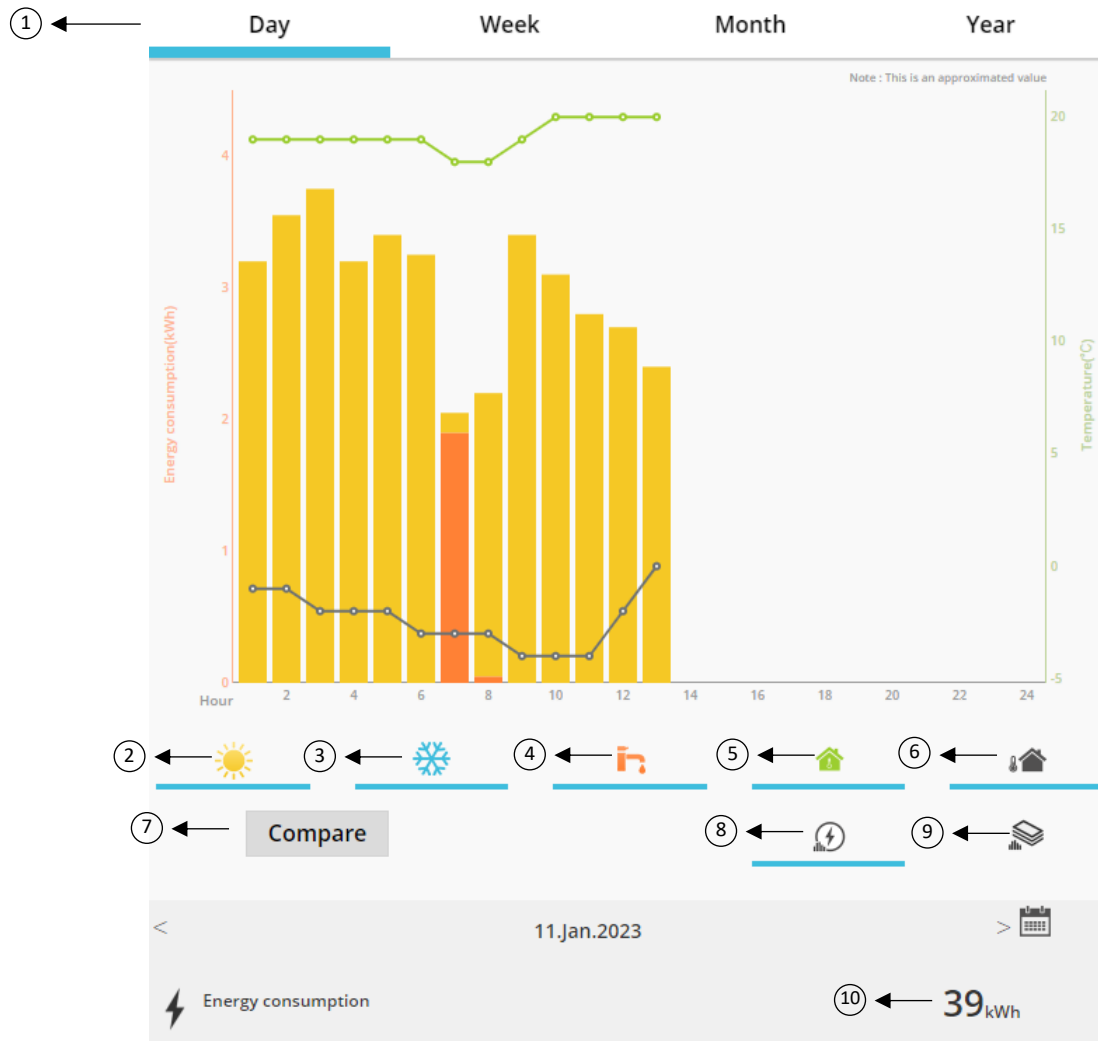 1
Day Week Month Year
Note : This is an approximated value
Energy consumption(kWh)
4
3
2
1
0
Temperature(°C)
20
15
10
5
0
-5
Hour 2 4 6 8 10 12 14 16 18 20 22 24
2 3 4 5 6
7 Compare 8 9
< 11.Jan.2023 >
Energy consumption 10 39kWh